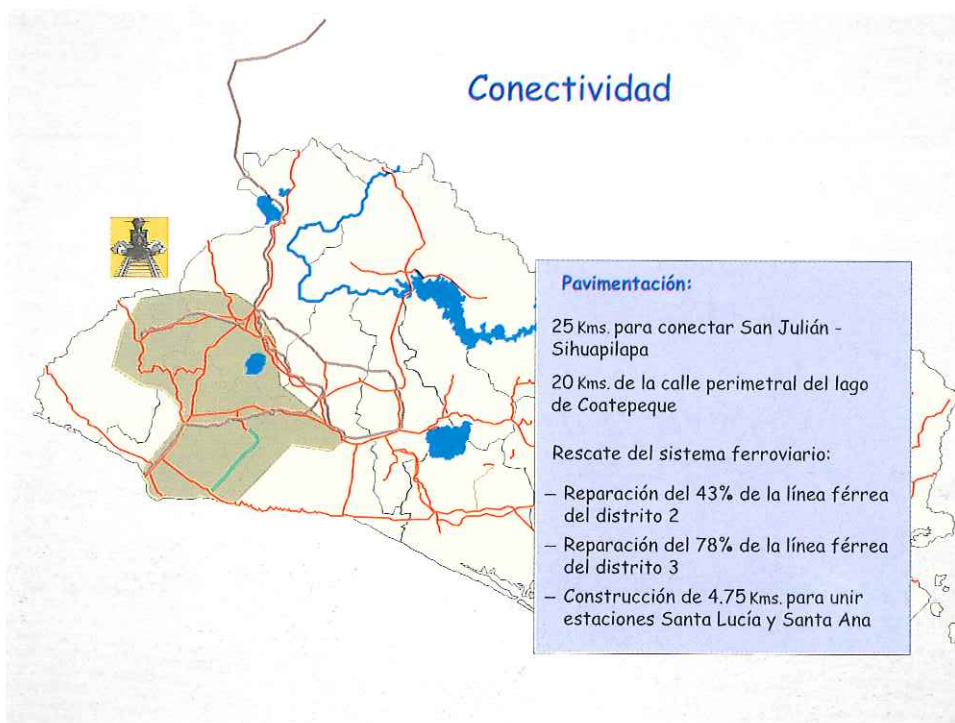 Conectividad
Pavimentación:
25 Kms. para conectar San Julián -
Sihuapilapa
20 Kms. de la calle perimetral del lago
de Coatepeque
Rescate del sistema ferroviario:
– Reparación del 43% de la línea férrea
del distrito 2
– Reparación del 78% de la línea férrea
del distrito 3
– Construcción de 4.75 Kms. para unir
estaciones Santa Lucía y Santa Ana